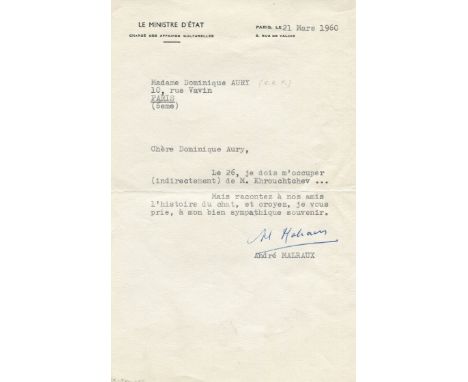 LE MINISTRE D'ÉTAT
CHARGÉ DES AFFAIRES CULTURELLES
PARIS, LE 21 Mars 1960
3, RUE DE VALOIS
Madame Dominique AURY
10, rue Vavin
PARIS
(6eme)
Chère Dominique Aury,
Le 26, je dois m'occuper
(indirectement) de M. Khrouchtchev ...
Mais racontez à nos amis
l'histoire du chat, et croyez, je vous
prie, à mon bien sympathique souvenir.
André MALRAUX